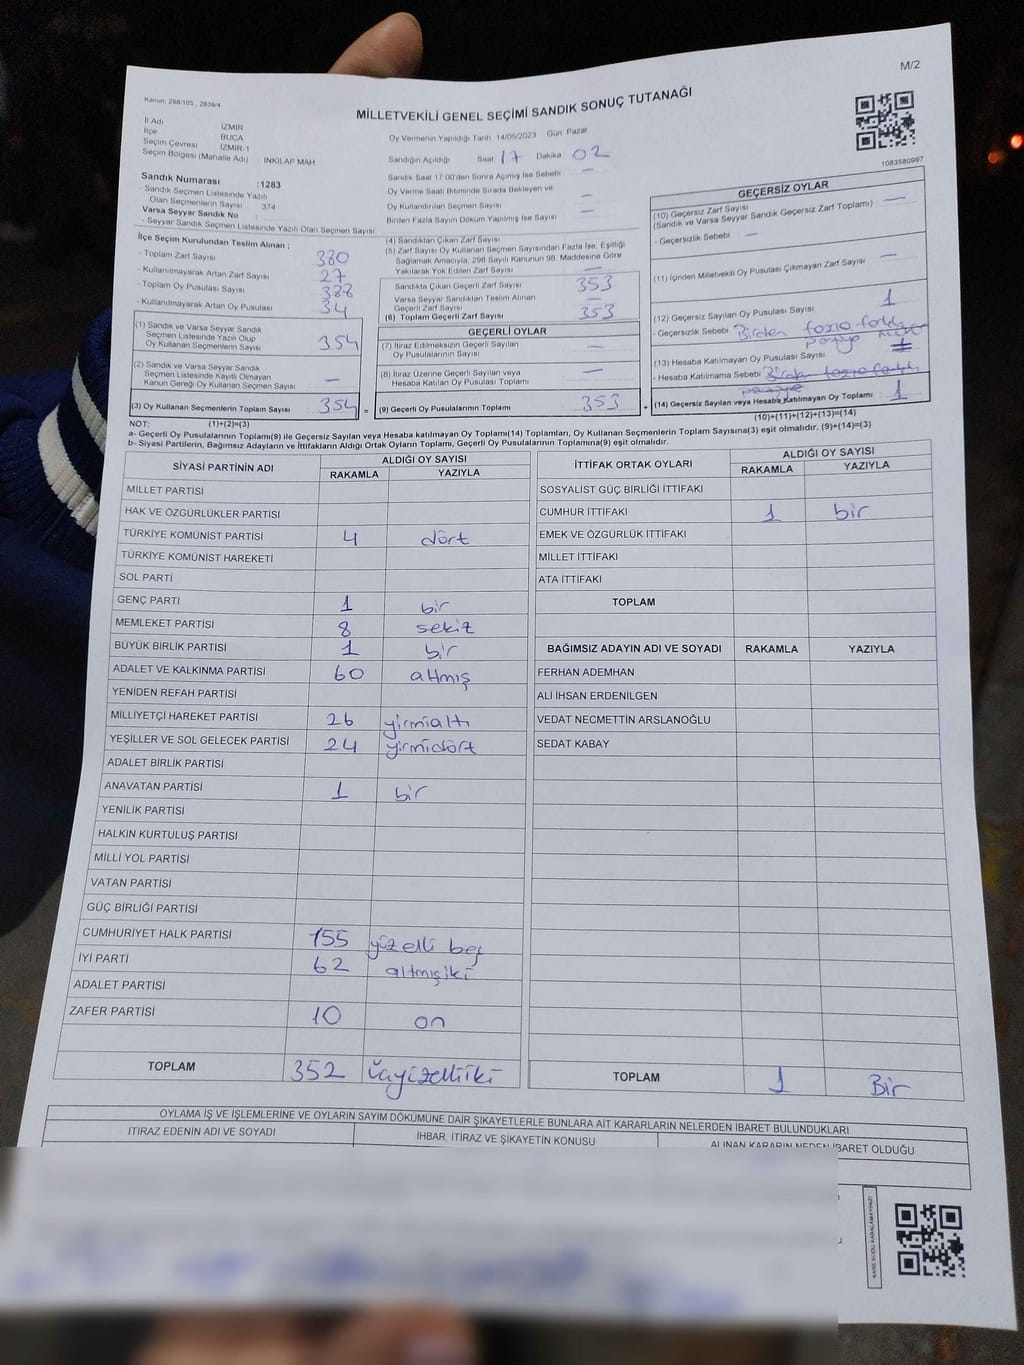 M/2
Kanun, 298/105, 2839/4
MİLLETVEKİLİ GENEL SEÇİMİ SANDIK SONUÇ TUTANAĞI
İl Adı İZMİR
İlçe BUCA
Seçim Çevresi İZMİR-1
Seçim Bölgesi (Mahalle Adı) İNKILAP MAH
Sandık Numarası :1283
- Sandık Seçmen Listesinde Yazılı
Olan Seçmenlerin Sayısı 374
Varsa Seyyar Sandık No :
- Seyyar Sandık Seçmen Listesinde Yazılı Olan Seçmen Sayısı
Oy Vermenin Yapıldığı Tarih 14/05/2023 Gün Pazar
Sandığın Açıldığı Saat 17 Dakika 02
Sandık Saat 17:00'den Sonra Açılmış İse Sebebi —
Oy Verme Saati Bitiminde Sırada Bekleyen ve
Oy Kullandırılan Seçmen Sayısı —
Birden Fazla Sayım Döküm Yapılmış İse Sayısı —
1083580997
İlçe Seçim Kurulundan Teslim Alınan ;
- Toplam Zarf Sayısı 380
- Kullanılmayarak Artan Zarf Sayısı 27
- Toplam Oy Pusulası Sayısı 388
- Kullanılmayarak Artan Oy Pusulası 34
(1) Sandık ve Varsa Seyyar Sandık
Seçmen Listesinde Yazılı Olup
Oy Kullanan Seçmenlerin Sayısı 354
(2) Sandık ve Varsa Seyyar Sandık
Seçmen Listesinde Kayıtlı Olmayan
Kanun Gereği Oy Kullanan Seçmen Sayısı —
(3) Oy Kullanan Seçmenlerin Toplam Sayısı 354 =
(1)+(2)=(3)
(4) Sandıktan Çıkan Zarf Sayısı
(5) Zarf Sayısı Oy Kullanan Seçmen Sayısından Fazla İse, Eşitliği
Sağlamak Amacıyla, 298 Sayılı Kanunun 98. Maddesine Göre
Yakılarak Yok Edilen Zarf Sayısı —
Sandıkta Çıkan Geçerli Zarf Sayısı 353
Varsa Seyyar Sandıktan Teslim Alınan
Geçerli Zarf Sayısı —
(6) Toplam Geçerli Zarf Sayısı 353
GEÇERLİ OYLAR
(7) İtiraz Edilmeksizin Geçerli Sayılan
Oy Pusulalarının Sayısı —
(8) İtiraz Üzerine Geçerli Sayılan veya
Hesaba Katılan Oy Pusulası Toplamı —
(9) Geçerli Oy Pusulalarının Toplamı 353 +
GEÇERSİZ OYLAR
(10) Geçersiz Zarf Sayısı
(Sandık ve Varsa Seyyar Sandık Geçersiz Zarf Toplamı) —
- Geçersizlik Sebebi —
(11) İçinden Milletvekili Oy Pusulası Çıkmayan Zarf Sayısı —
(12) Geçersiz Sayılan Oy Pusulası Sayısı 1
- Geçersizlik Sebebi Birden fazla farklı
partiye
(13) Hesaba Katılmayan Oy Pusulası Sayısı
- Hesaba Katılmama Sebebi
(14) Geçersiz Sayılan veya Hesaba Katılmayan Oy Toplamı 1
(10)+(11)+(12)+(13)=(14)
NOT:
a- Geçerli Oy Pusulalarının Toplamı(9) ile Geçersiz Sayılan veya Hesaba katılmayan Oy Toplamı(14) Toplamları, Oy Kullanan Seçmenlerin Toplam Sayısına(3) eşit olmalıdır. (9)+(14)=(3)
b- Siyasi Partilerin, Bağımsız Adayların ve İttifakların Aldığı Ortak Oyların Toplamı, Geçerli Oy Pusulalarının Toplamına(9) eşit olmalıdır.
SİYASİ PARTİNİN ADI ALDIĞI OY SAYISI
RAKAMLA YAZIYLA
MİLLET PARTİSİ
HAK VE ÖZGÜRLÜKLER PARTİSİ
TÜRKİYE KOMÜNİST PARTİSİ 4 dört
TÜRKİYE KOMÜNİST HAREKETİ
SOL PARTİ
GENÇ PARTİ 1 bir
MEMLEKET PARTİSİ 8 sekiz
BÜYÜK BİRLİK PARTİSİ 1 bir
ADALET VE KALKINMA PARTİSİ 60 altmış
YENİDEN REFAH PARTİSİ
MİLLİYETÇİ HAREKET PARTİSİ 26 yirmialtı
YEŞİLLER VE SOL GELECEK PARTİSİ 24 yirmidört
ADALET BİRLİK PARTİSİ
ANAVATAN PARTİSİ 1 bir
YENİLİK PARTİSİ
HALKIN KURTULUŞ PARTİSİ
MİLLİ YOL PARTİSİ
VATAN PARTİSİ
GÜÇ BİRLİĞİ PARTİSİ
CUMHURİYET HALK PARTİSİ 155 yüzelli beş
İYİ PARTİ 62 altmışiki
ADALET PARTİSİ
ZAFER PARTİSİ 10 on
TOPLAM 352
İTTİFAK ORTAK OYLARI ALDIĞI OY SAYISI
RAKAMLA YAZIYLA
SOSYALİST GÜÇ BİRLİĞİ İTTİFAKI
CUMHUR İTTİFAKI 1 bir
EMEK VE ÖZGÜRLÜK İTTİFAKI
MİLLET İTTİFAKI
ATA İTTİFAKI
TOPLAM
BAĞIMSIZ ADAYIN ADI VE SOYADI RAKAMLA YAZIYLA
FERHAN ADEMHAN
ALİ İHSAN ERDENİLGEN
VEDAT NECMETTİN ARSLANOĞLU
SEDAT KABAY
TOPLAM 1 Bir
OYLAMA İŞ VE İŞLEMLERİNE VE OYLARIN SAYIM DÖKÜMÜNE DAİR ŞİKAYETLERLE BUNLARA AİT KARARLARIN NELERDEN İBARET BULUNDUKLARI
İTİRAZ EDENİN ADI VE SOYADI İHBAR, İTİRAZ VE ŞİKAYETİN KONUSU ALINAN KARARIN NEDEN İBARET OLDUĞU
KARE KODU KARALAMAYINIZ!